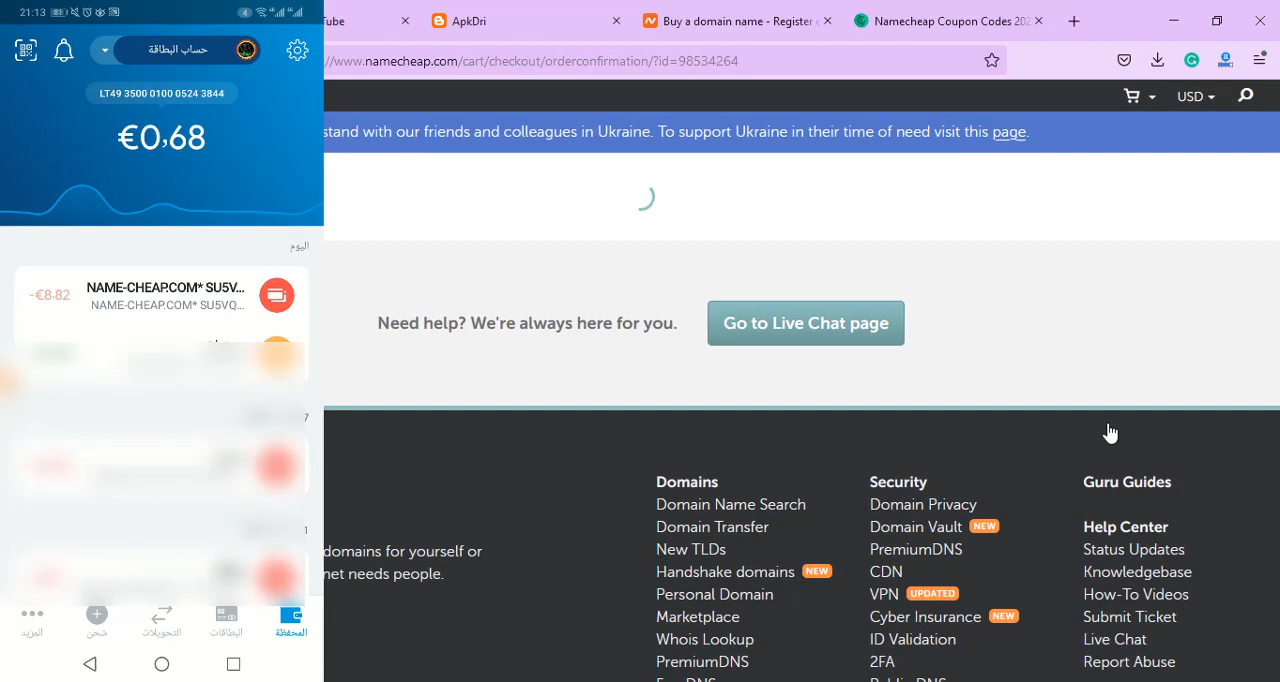 21:13
حساب البطاقة
LT49 3500 0100 0524 3844
€0,68
اليوم
-€8.82
NAME-CHEAP.COM* SU5V...
NAME-CHEAP.COM* SU5VQ...
المزيد
شحن
التحويلات
البطاقات
المحفظة
Tube
ApkDri
Buy a domain name - Register
Namecheap Coupon Codes 202
//www.namecheap.com/cart/checkout/orderconfirmation/?id=98534264
USD
stand with our friends and colleagues in Ukraine. To support Ukraine in their time of need visit this page.
Need help? We're always here for you.
Go to Live Chat page
domains for yourself or
net needs people.
Domains
Domain Name Search
Domain Transfer
New TLDs
Handshake domains NEW
Personal Domain
Marketplace
Whois Lookup
PremiumDNS
Security
Domain Privacy
Domain Vault NEW
PremiumDNS
CDN
VPN UPDATED
Cyber Insurance NEW
ID Validation
2FA
Public DNS
Guru Guides
Help Center
Status Updates
Knowledgebase
How-To Videos
Submit Ticket
Live Chat
Report Abuse